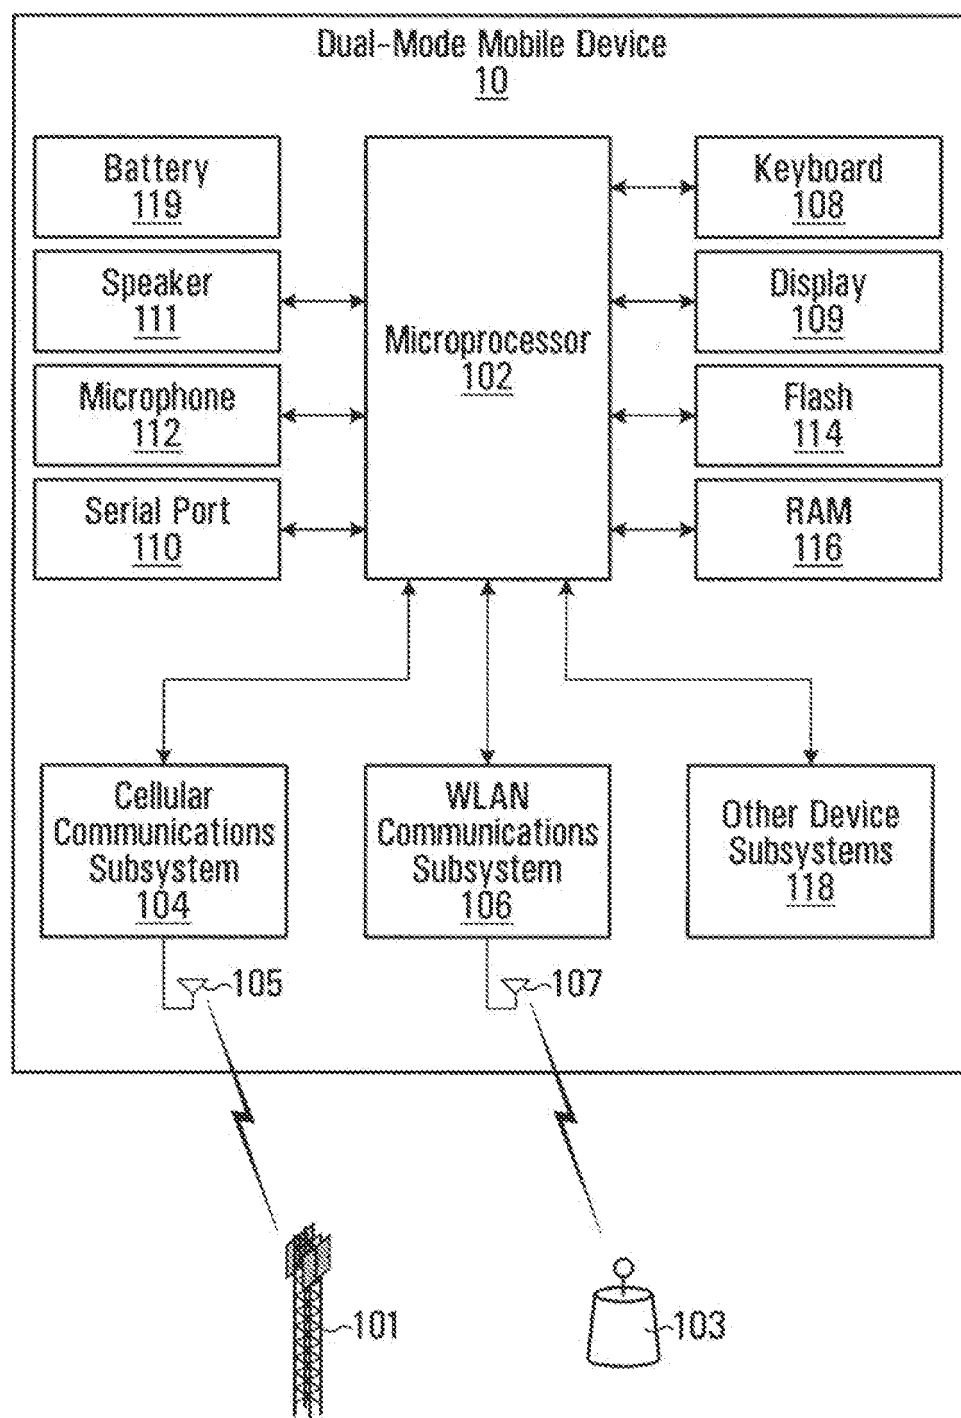 Dual-Mode Mobile Device
10
Battery
119
Speaker
111
Microphone
112
Serial Port
110
Microprocessor
102
Keyboard
108
Display
109
Flash
114
RAM
116
Cellular
Communications
Subsystem
104
WLAN
Communications
Subsystem
106
Other Device
Subsystems
118
105
107
101
103